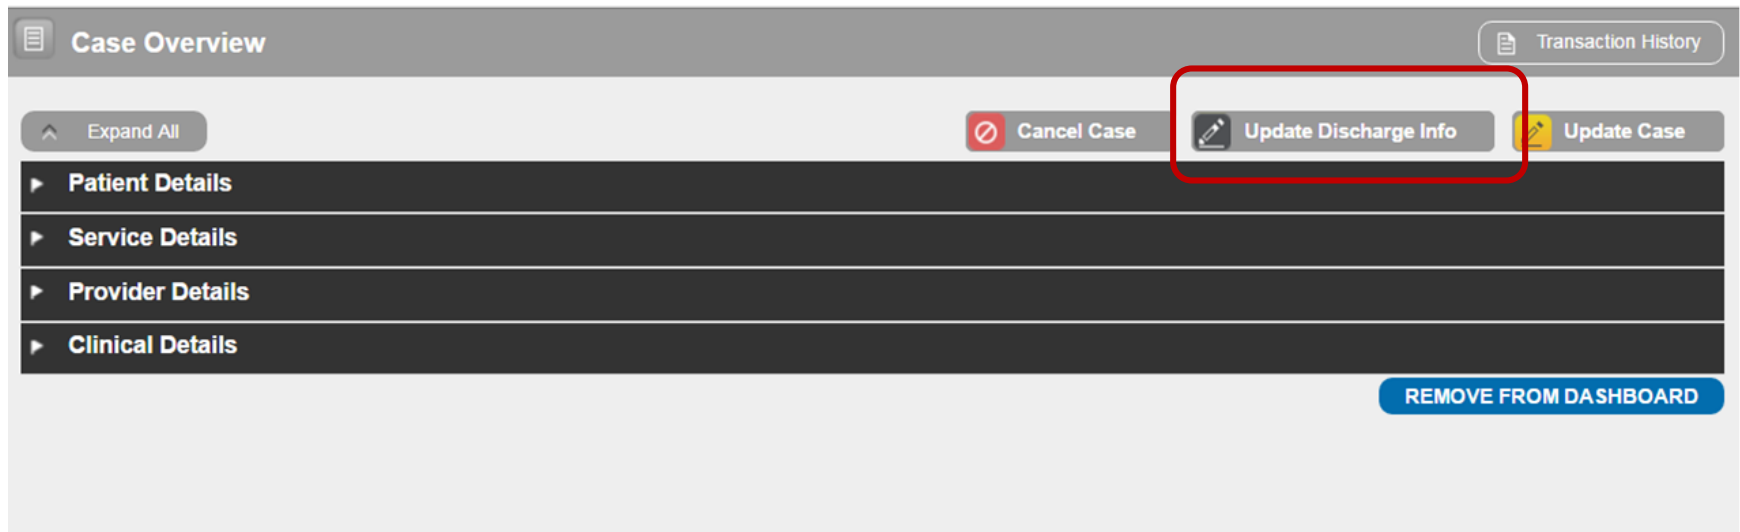 Case Overview
Transaction History
Expand All
Cancel Case
Update Discharge Info
Update Case
Patient Details
Service Details
Provider Details
Clinical Details
REMOVE FROM DASHBOARD